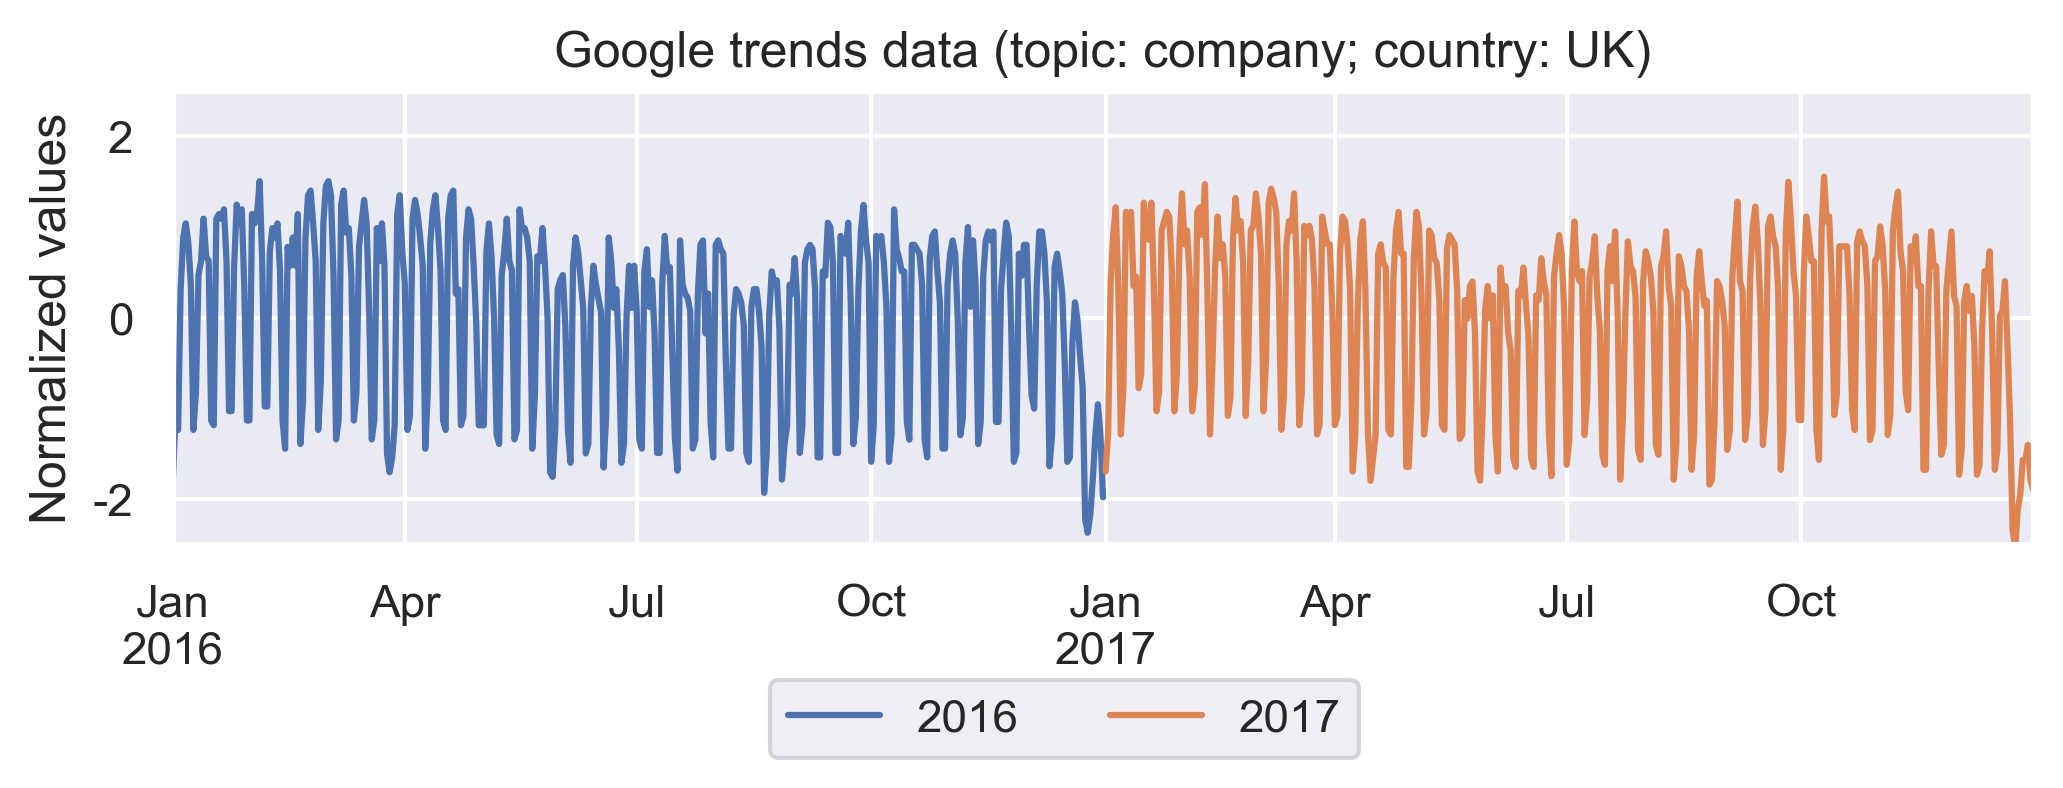 Google trends data (topic: company; country: UK)
Normalized values
2
0
-2
Jan Apr Jul Oct Jan Apr Jul Oct
2016 2017
2016 2017